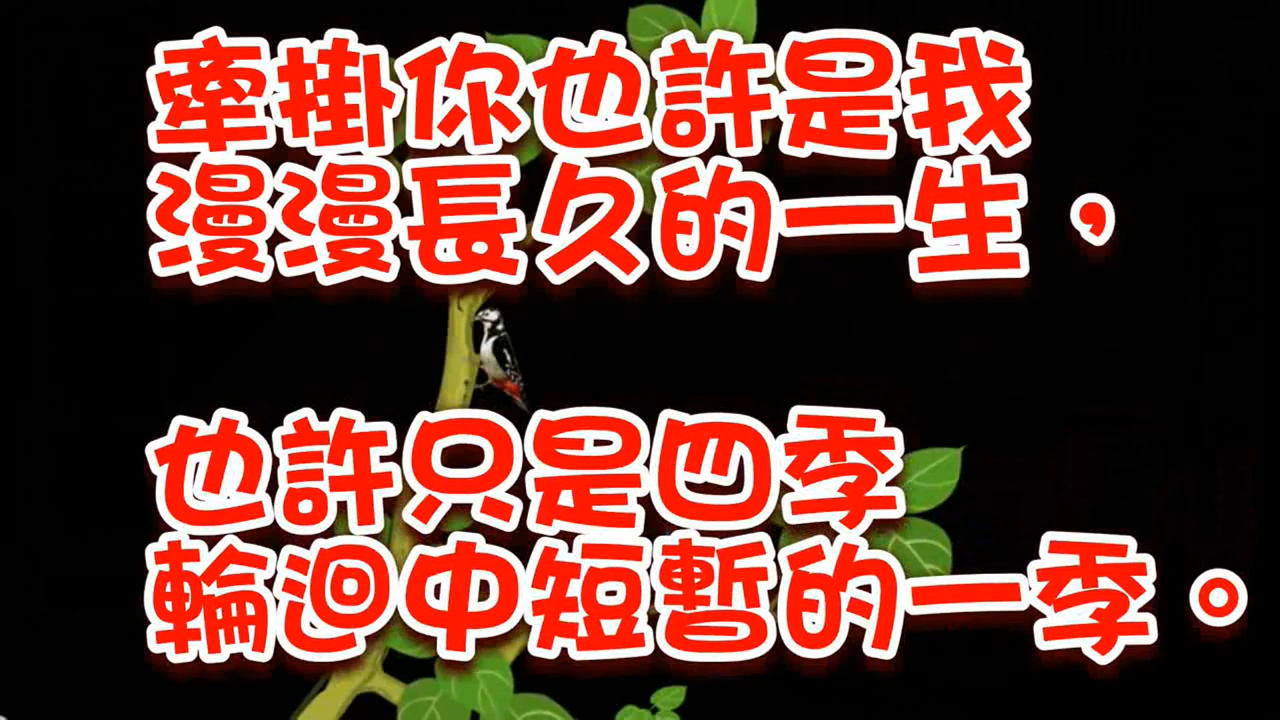 牽掛你也許是我
漫漫長久的一生，
也許只是四季
輪迴中短暫的一季。